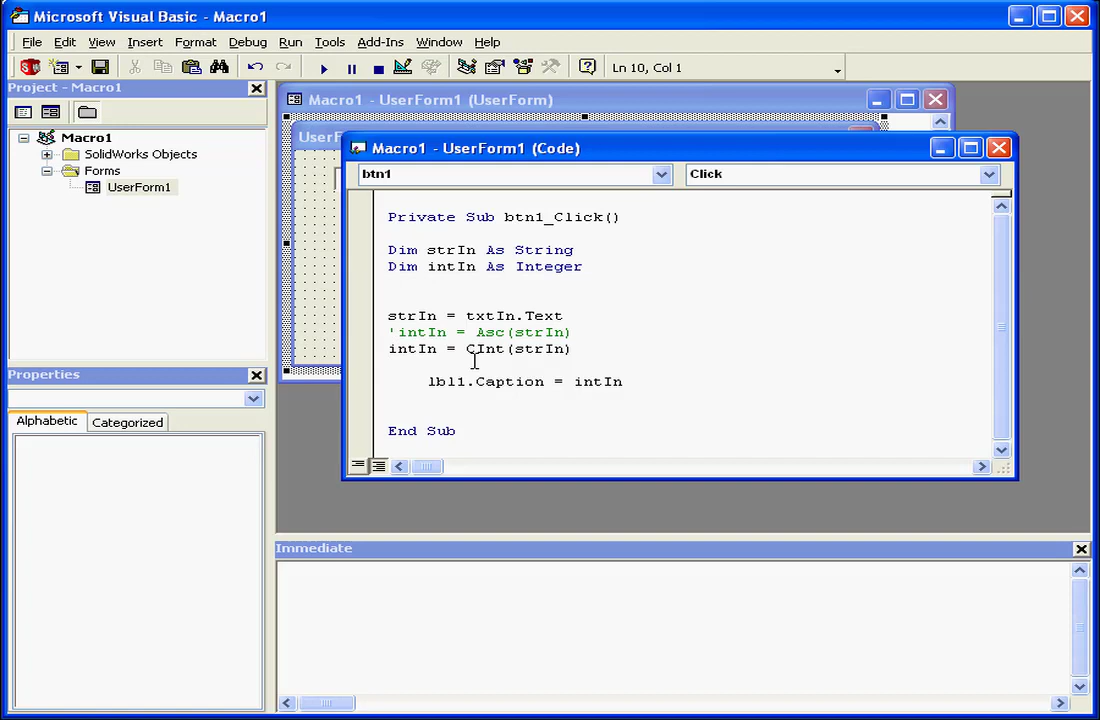 Microsoft Visual Basic - Macro1
File Edit View Insert Format Debug Run Tools Add-Ins Window Help
Ln 10, Col 1
Project - Macro1
Macro1
SolidWorks Objects
Forms
UserForm1
Macro1 - UserForm1 (UserForm)
UserF
Macro1 - UserForm1 (Code)
btn1 Click
Private Sub btn1_Click()
Dim strIn As String
Dim intIn As Integer
strIn = txtIn.Text
'intIn = Asc(strIn)
intIn = CInt(strIn)
lbl1.Caption = intIn
End Sub
Properties
Alphabetic Categorized
Immediate